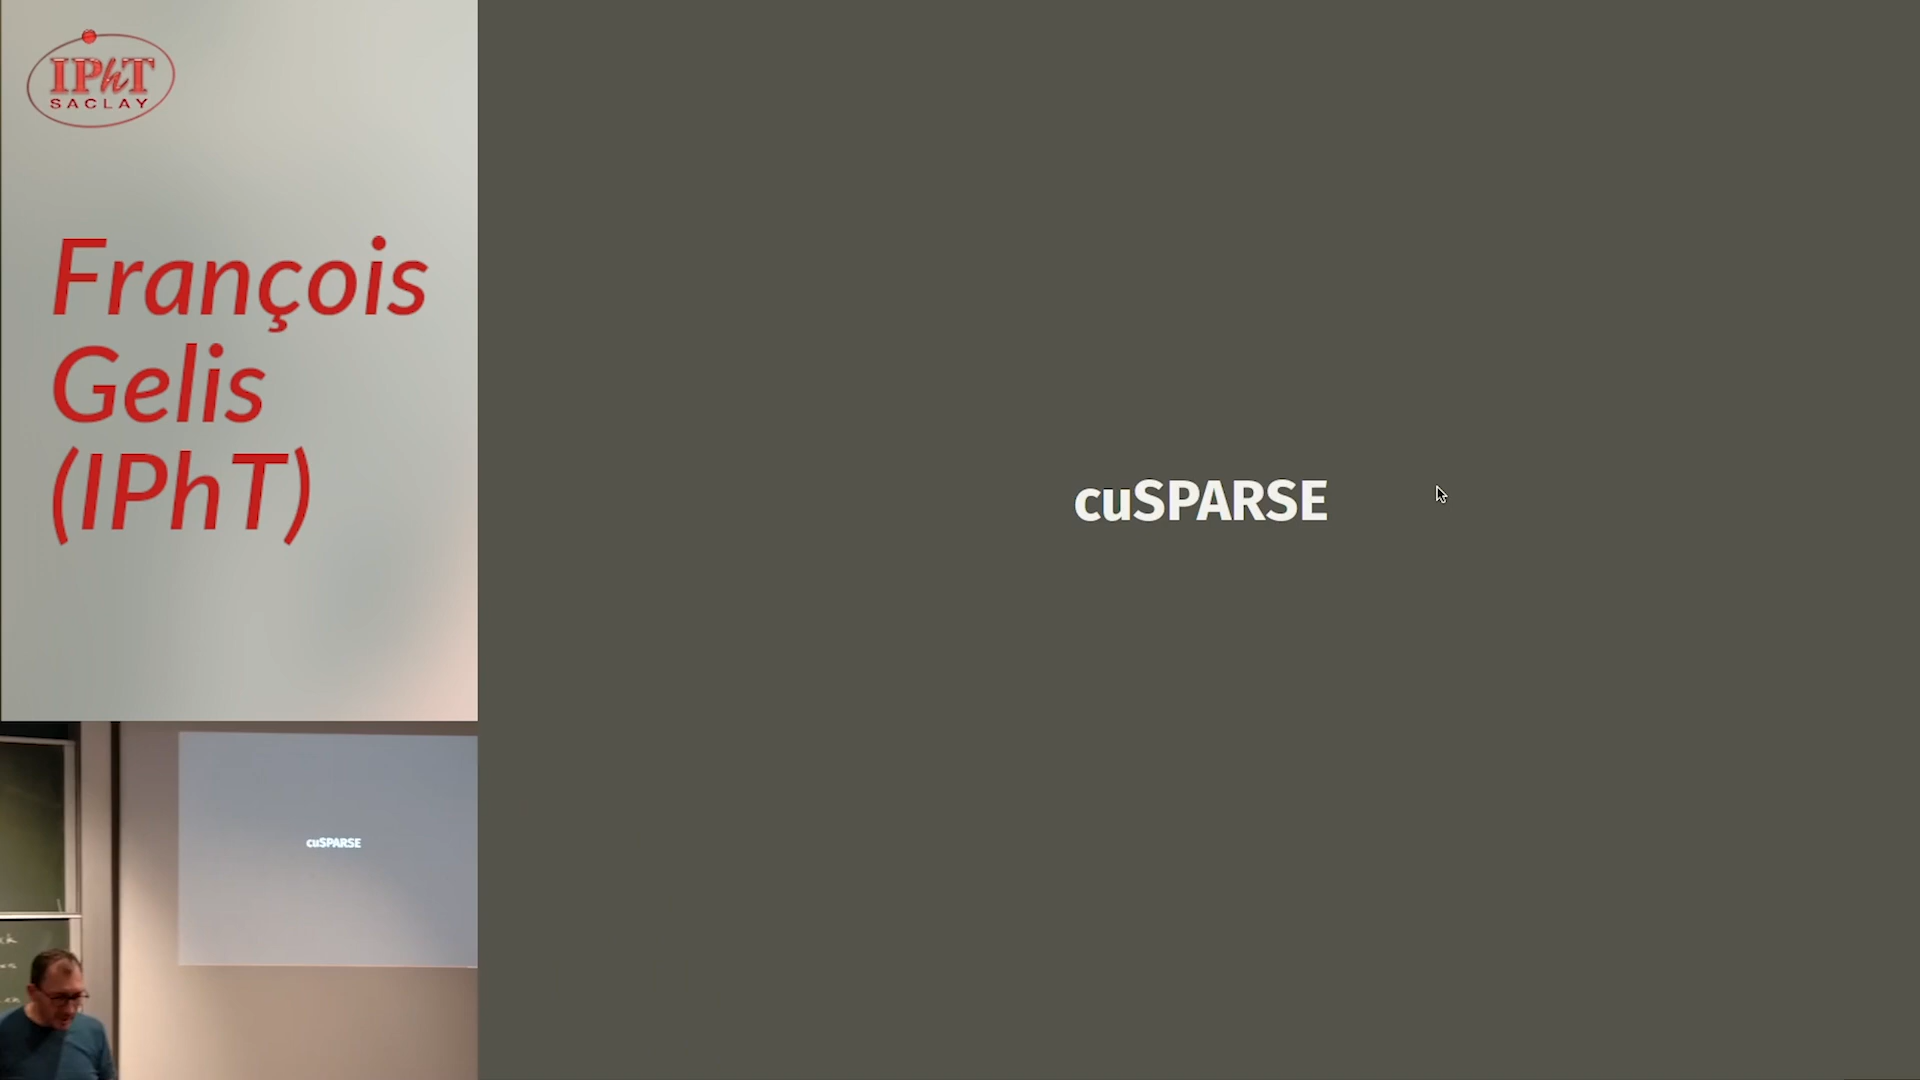 IPhT
SACLAY
François
Gelis
(IPhT)
cuSPARSE
cuSPARSE